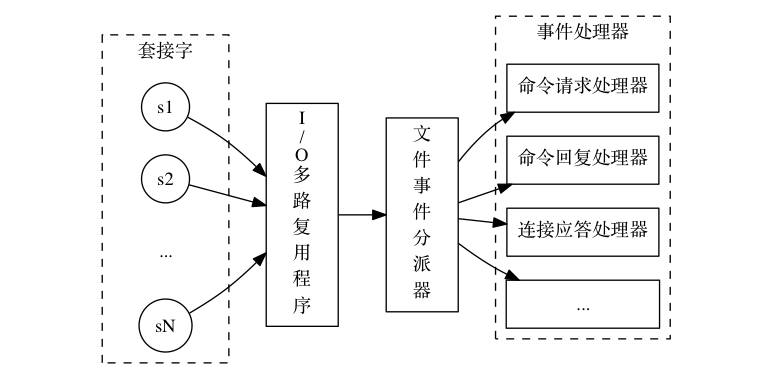 套接字
s1
s2
...
sN
I/O多路复用程序
文件事件分派器
事件处理器
命令请求处理器
命令回复处理器
连接应答处理器
...